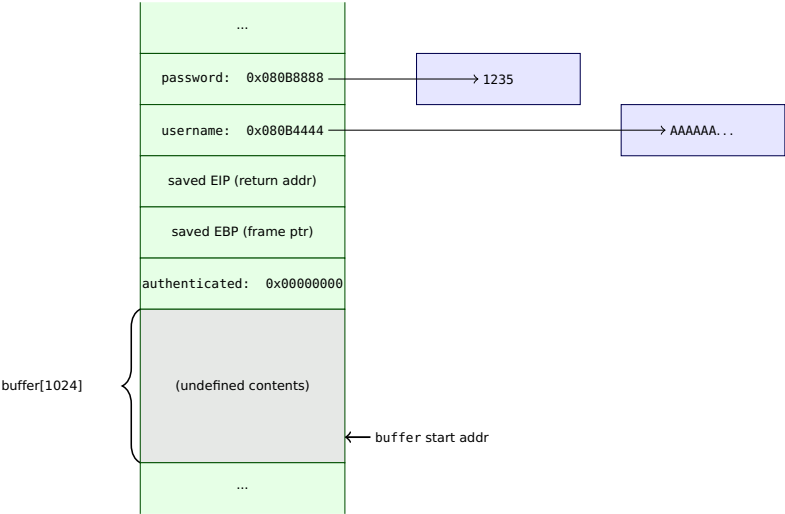 ...
password: 0x080B8888
1235
username: 0x080B4444
AAAAAA...
saved EIP (return addr)
saved EBP (frame ptr)
authenticated: 0x00000000
buffer[1024]
(undefined contents)
buffer start addr
...